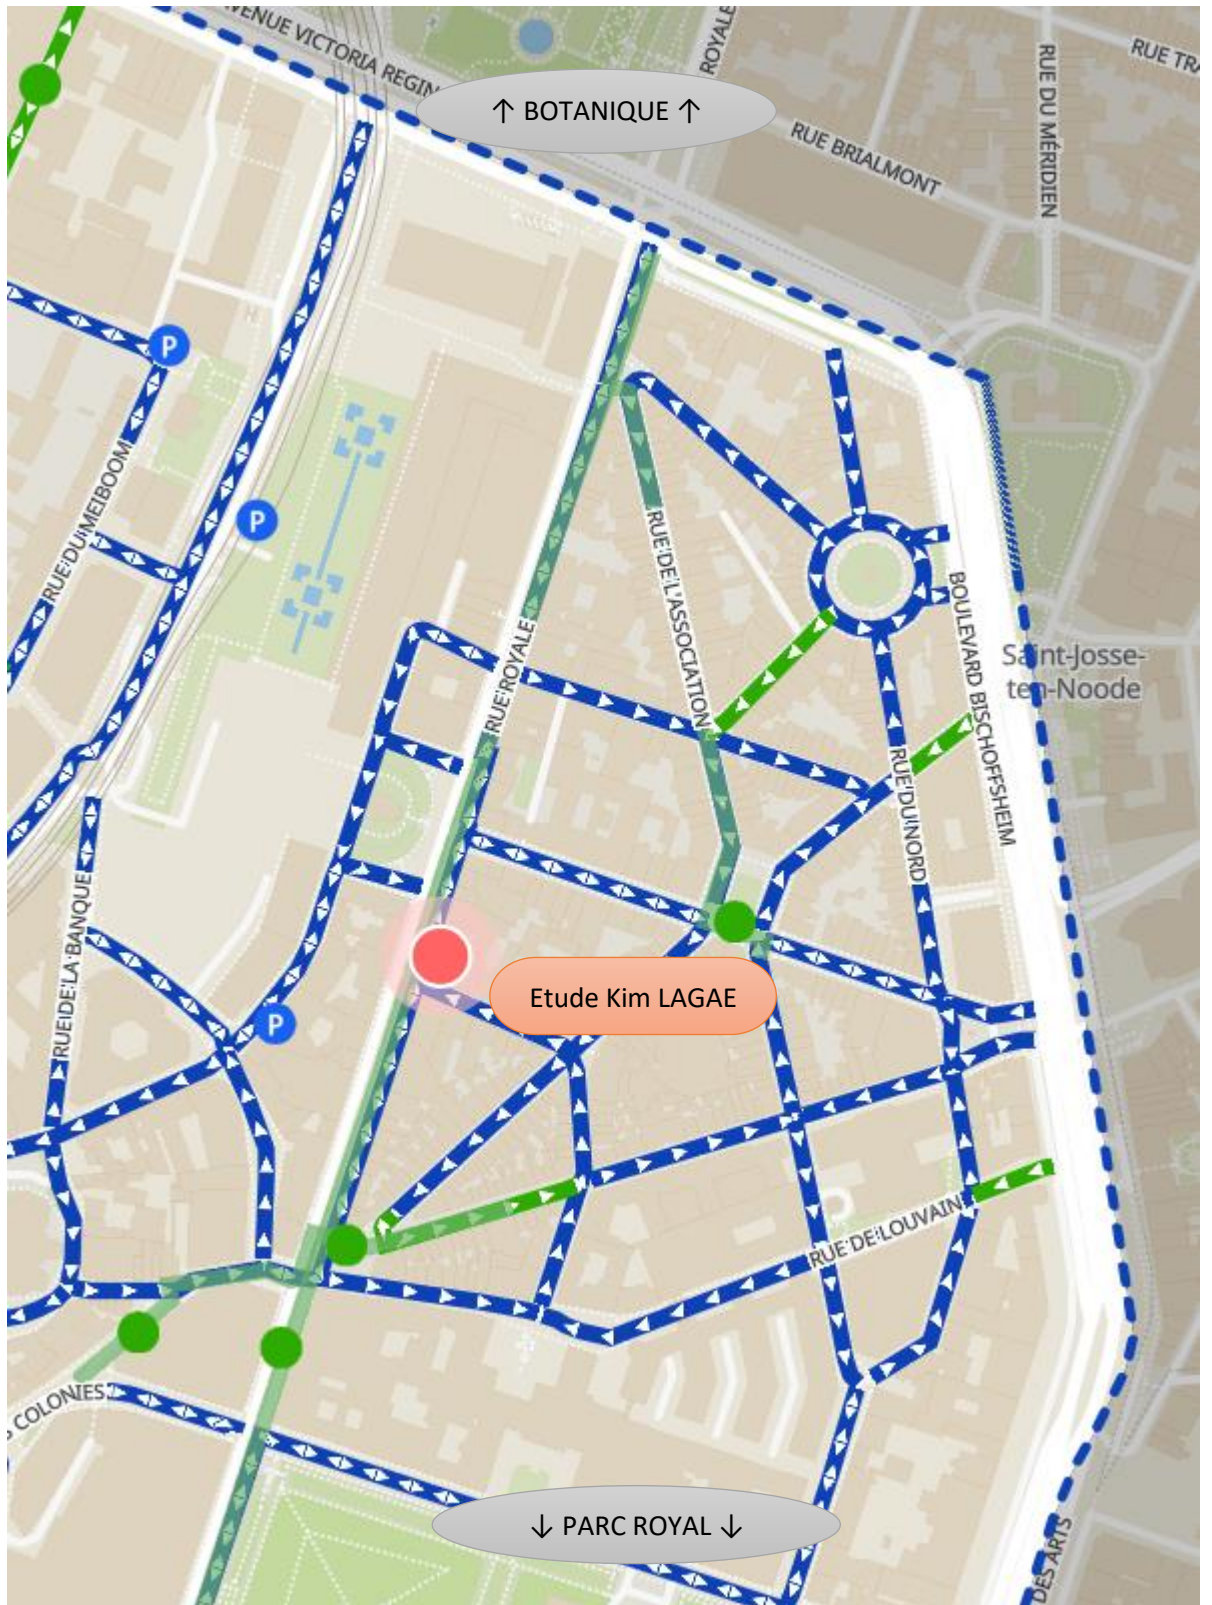 VENUE VICTORIA REGIN
ROYALE
RUE TRA
↑ BOTANIQUE ↑
RUE BRIALMONT
RUE DU MÉRIDIEN
P
P
RUE DU MEIBOOM
RUE DE L'ASSOCIATION
BOULEVARD BISCHOFFSHEIM
Saint-Josse-
ten-Noode
RUE ROYALE
RUE DU NORD
RUE DE LA BANQUE
Etude Kim LAGAE
P
RUE DE LOUVAIN
S COLONIES
↓ PARC ROYAL ↓
DES ARTS